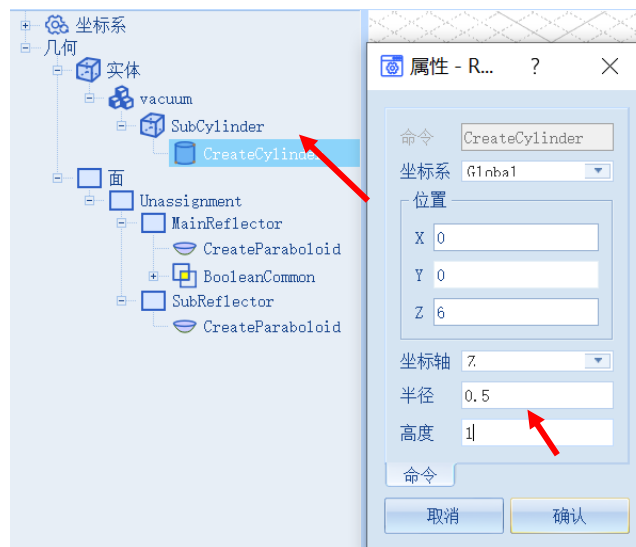 坐标系
几何
实体
vacuum
SubCylinder
CreateCylinder
面
Unassignment
MainReflector
CreateParaboloid
BooleanCommon
SubReflector
CreateParaboloid
属性 - R... ?
命令 CreateCylinder
坐标系 Global
位置
X 0
Y 0
Z 6
坐标轴 Z
半径 0.5
高度 1
命令
取消 确认